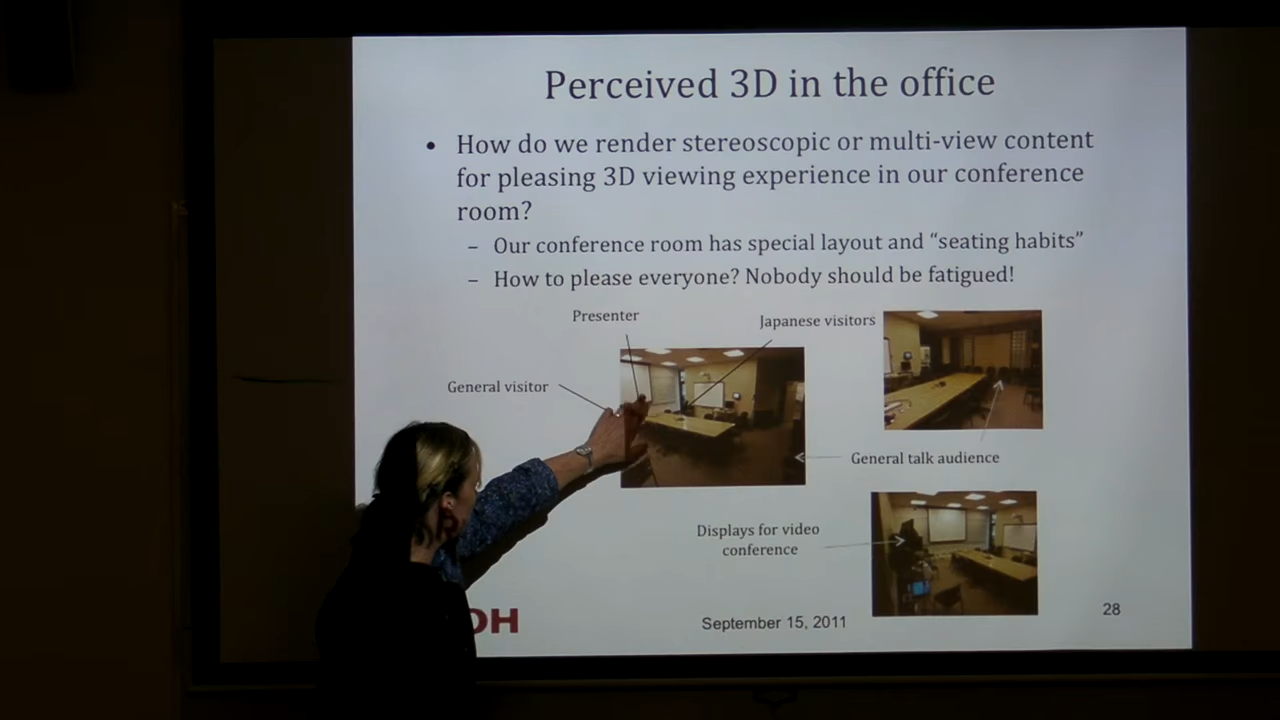 Perceived 3D in the office
• How do we render stereoscopic or multi-view content
for pleasing 3D viewing experience in our conference
room?
– Our conference room has special layout and “seating habits”
– How to please everyone? Nobody should be fatigued!
Presenter
Japanese visitors
General visitor
General talk audience
Displays for video
conference
OH
September 15, 2011
28